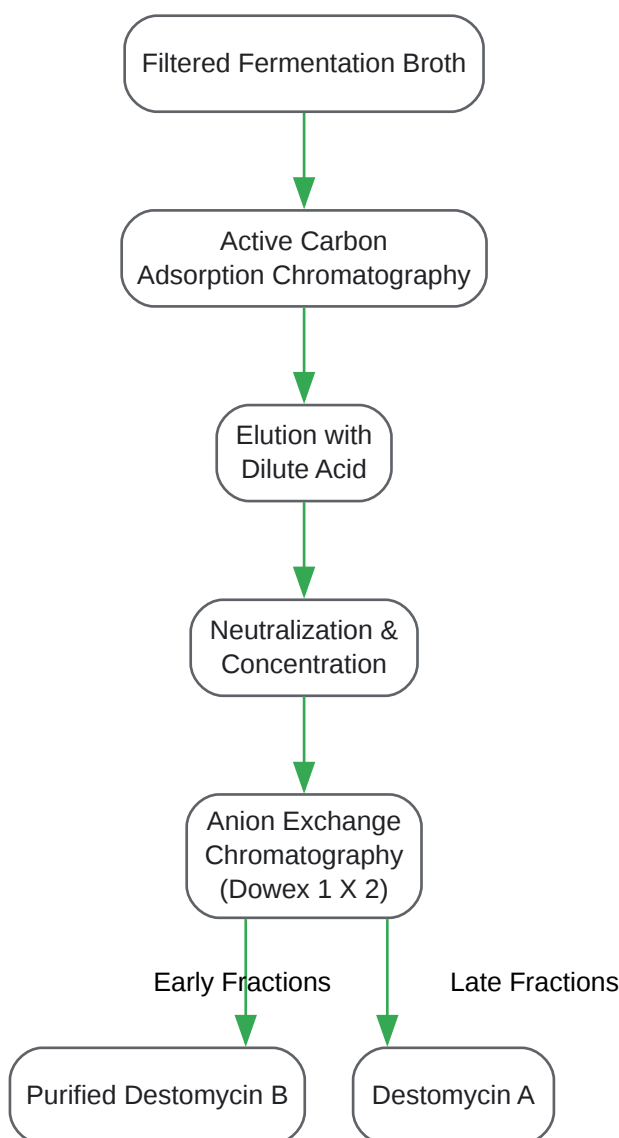 Filtered Fermentation Broth
Active Carbon
Adsorption Chromatography
Elution with
Dilute Acid
Neutralization &
Concentration
Anion Exchange
Chromatography
(Dowex 1 X 2)
Early Fractions
Late Fractions
Purified Destomycin B
Destomycin A